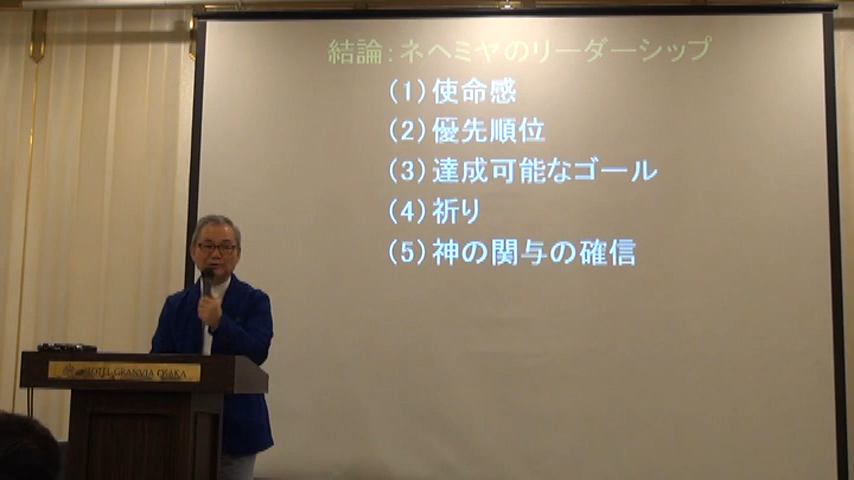 結論：ネヘミヤのリーダーシップ
（1）使命感
（2）優先順位
（3）達成可能なゴール
（4）祈り
（5）神の関与の確信
HOTEL GRANVIA OSAKA